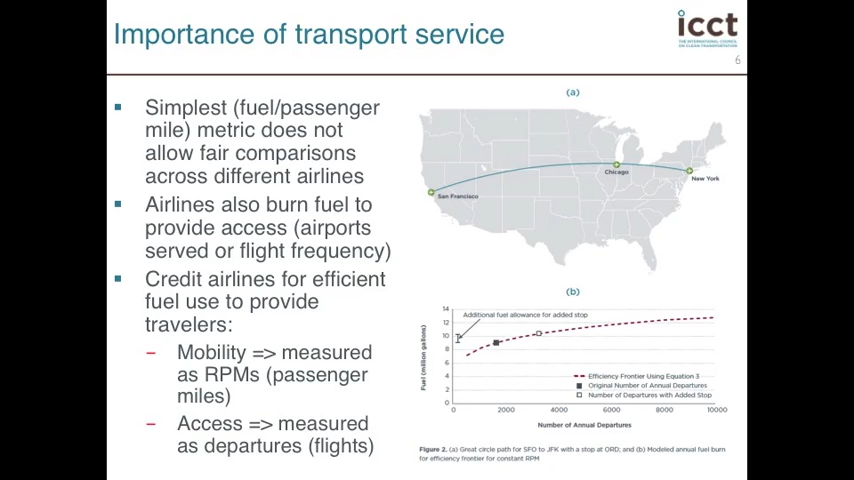 Importance of transport service
icct
THE INTERNATIONAL COUNCIL
ON CLEAN TRANSPORTATION
6
Simplest (fuel/passenger
mile) metric does not
allow fair comparisons
across different airlines
Airlines also burn fuel to
provide access (airports
served or flight frequency)
Credit airlines for efficient
fuel use to provide
travelers:
– Mobility => measured
as RPMs (passenger
miles)
– Access => measured
as departures (flights)
(a)
San Francisco
Chicago
New York
(b)
Fuel (million gallons)
14
12
10
8
6
4
2
0
Additional fuel allowance for added stop
Efficiency Frontier Using Equation 3
Original Number of Annual Departures
Number of Departures with Added Stop
0 2000 4000 6000 8000 10000
Number of Annual Departures
Figure 2. (a) Great circle path for SFO to JFK with a stop at ORD; and (b) Modeled annual fuel burn
for efficiency frontier for constant RPM